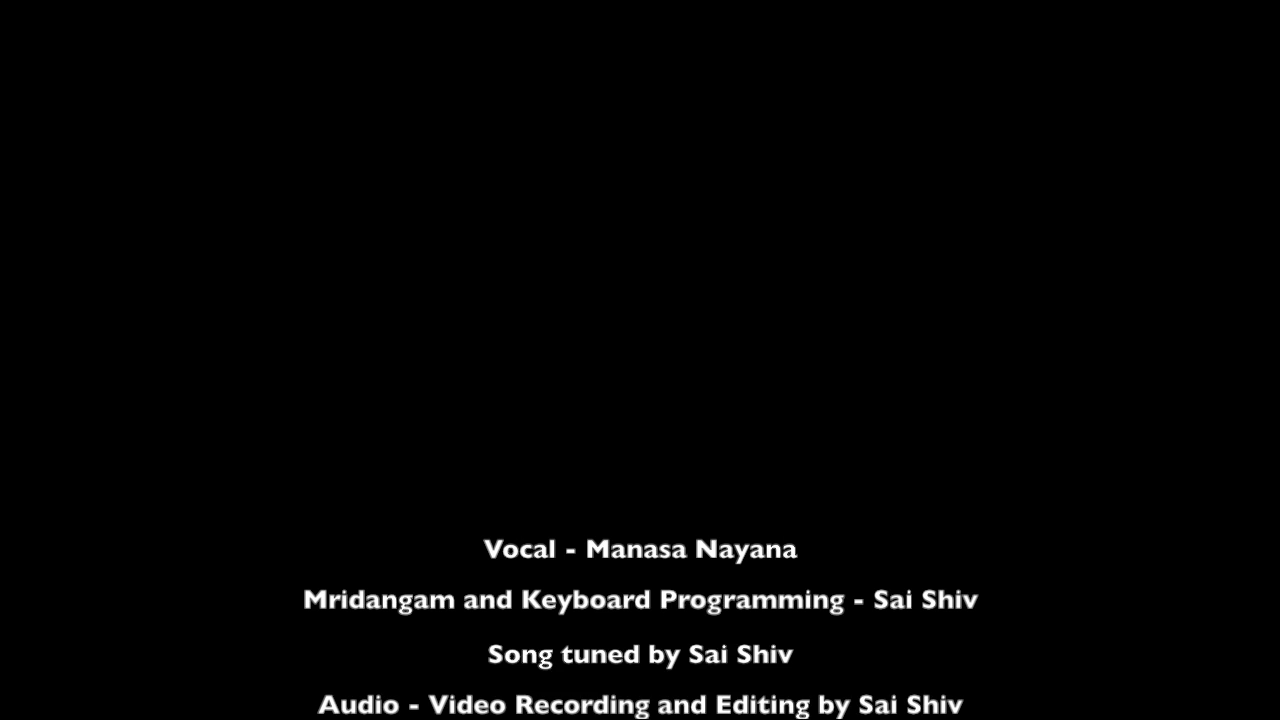 Vocal - Manasa Nayana
Mridangam and Keyboard Programming - Sai Shiv
Song tuned by Sai Shiv
Audio - Video Recording and Editing by Sai Shiv